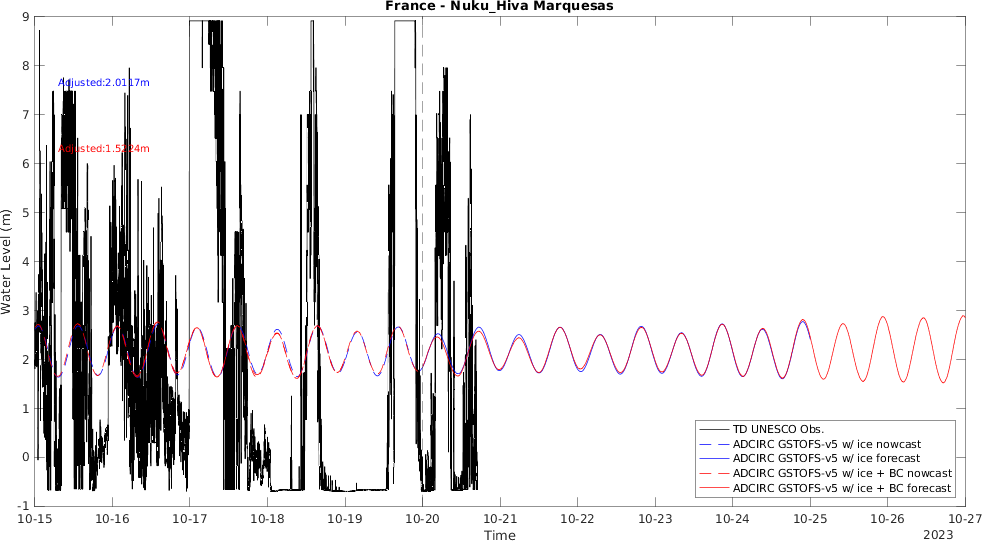 France - Nuku_Hiva Marquesas
9
8
7
6
5
4
3
2
1
0
-1
Water Level (m)
Adjusted:2.0117m
Adjusted:1.5224m
TD UNESCO Obs.
ADCIRC GSTOFS-v5 w/ ice nowcast
ADCIRC GSTOFS-v5 w/ ice forecast
ADCIRC GSTOFS-v5 w/ ice + BC nowcast
ADCIRC GSTOFS-v5 w/ ice + BC forecast
10-15 10-16 10-17 10-18 10-19 10-20 10-21 10-22 10-23 10-24 10-25 10-26 10-27
Time
2023